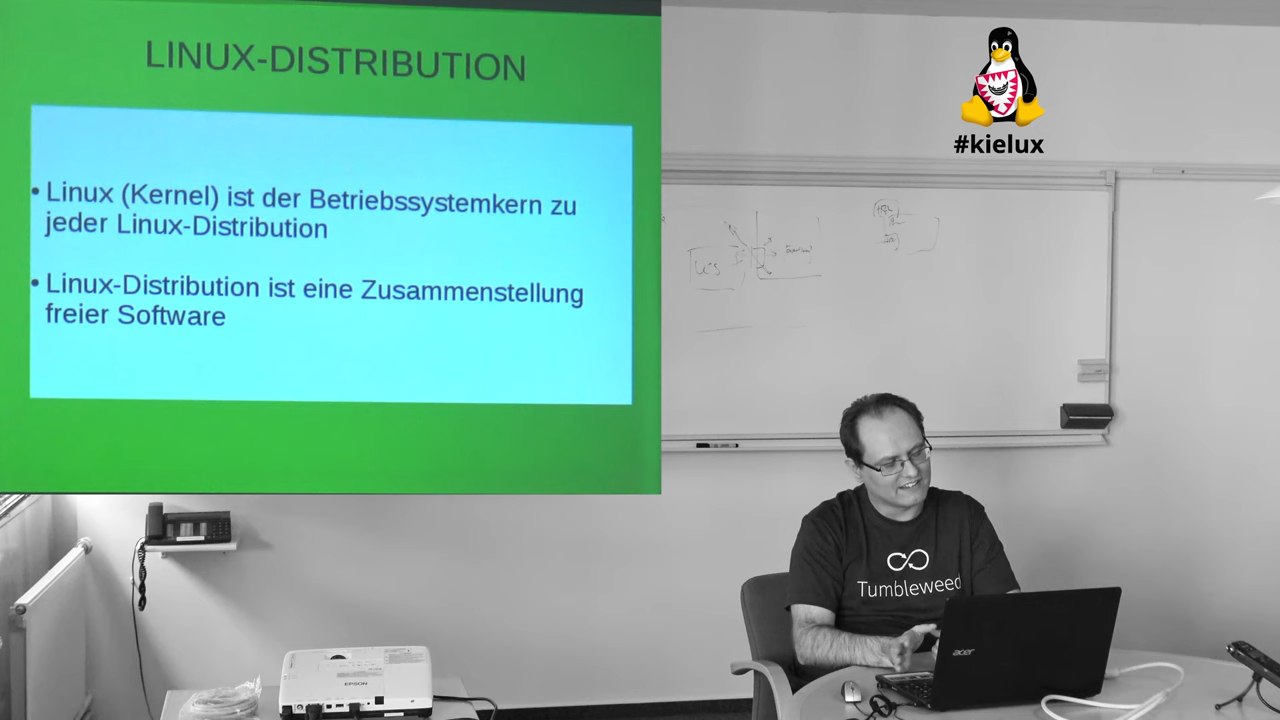 LINUX-DISTRIBUTION
• Linux (Kernel) ist der Betriebssystemkern zu
jeder Linux-Distribution
• Linux-Distribution ist eine Zusammenstellung
freier Software
#kielux
Tumbleweed
acer
EPSON